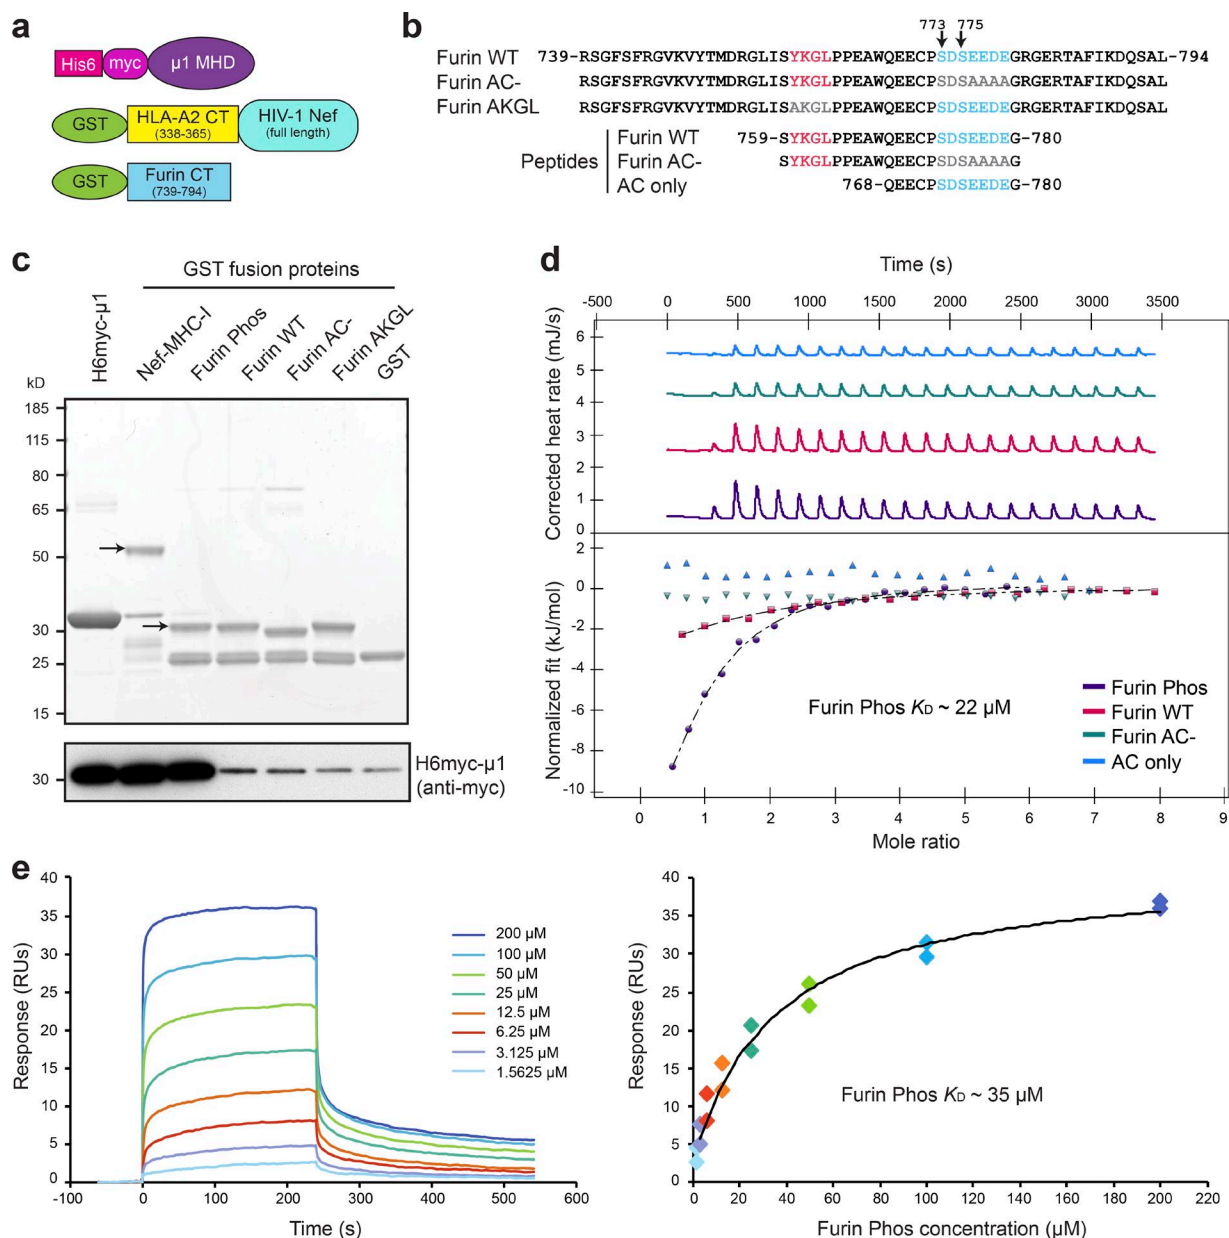 a
His6 myc μ1 MHD
GST HLA-A2 CT (338-365) HIV-1 Nef (full length)
GST Furin CT (739-794)
b
773 775
Furin WT 739-RSGFSFRGVKVYTMDRGLISYKGLPPEAWQEECPSDSEEDEGRGERTAFIKDQSAL-794
Furin AC- RSGFSFRGVKVYTMDRGLISYKGLPPEAWQEECPSDSAAAAGRGERTAFIKDQSAL
Furin AKGL RSGFSFRGVKVYTMDRGLISAKGLPPEAWQEECPSDSEEDEGRGERTAFIKDQSAL
Peptides
Furin WT 759-SYKGLPPEAWQEECPSDSEEDEG-780
Furin AC- SYKGLPPEAWQEECPSDSAAAAG
AC only 768-QEECPSDSEEDEG-780
c
GST fusion proteins
H6myc-μ1
Nef-MHC-I
Furin Phos
Furin WT
Furin AC-
Furin AKGL
GST
kD
185
115
80
65
50
30
25
15
30
H6myc-μ1
(anti-myc)
d
Time (s)
-500 0 500 1000 1500 2000 2500 3000 3500
Corrected heat rate (mJ/s)
6
5
4
3
2
1
0
Normalized fit (kJ/mol)
2
0
-2
-4
-6
-8
-10
Furin Phos KD ~ 22 μM
Furin Phos
Furin WT
Furin AC-
AC only
0 1 2 3 4 5 6 7 8 9
Mole ratio
e
Response (RUs)
40
35
30
25
20
15
10
5
0
200 μM
100 μM
50 μM
25 μM
12.5 μM
6.25 μM
3.125 μM
1.5625 μM
-100 0 100 200 300 400 500 600
Time (s)
Response (RUs)
40
35
30
25
20
15
10
5
0
Furin Phos KD ~ 35 μM
0 20 40 60 80 100 120 140 160 180 200 220
Furin Phos concentration (μM)